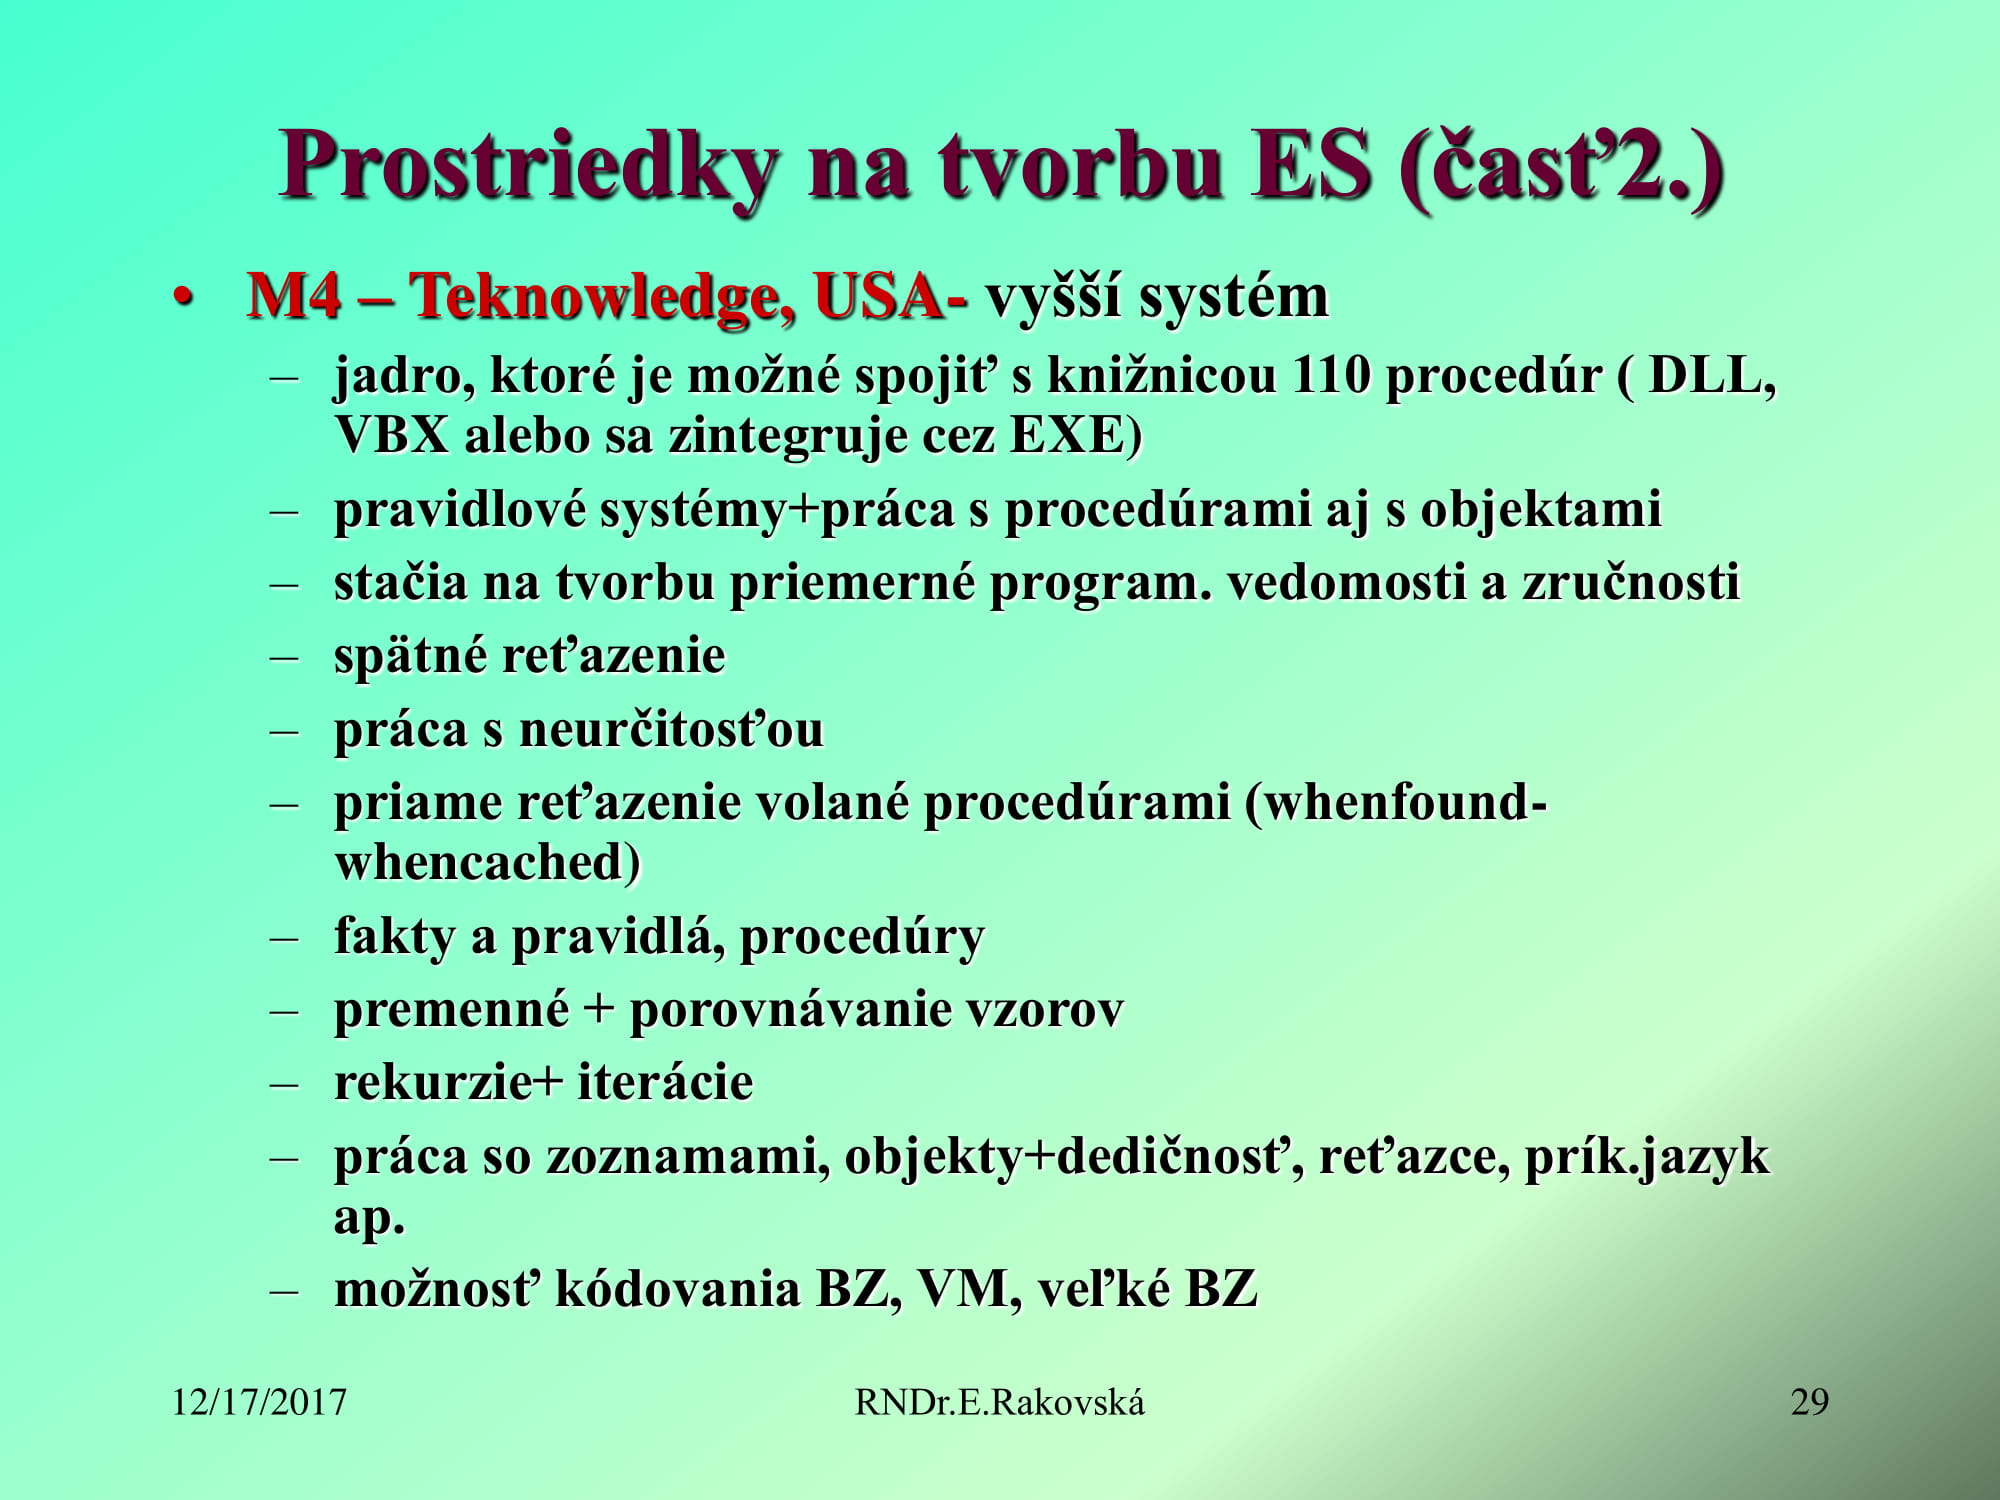 Prostriedky na tvorbu ES (časť2.)
• M4 – Teknowledge, USA- vyšší systém
– jadro, ktoré je možné spojiť s knižnicou 110 procedúr ( DLL,
VBX alebo sa zintegruje cez EXE)
– pravidlové systémy+práca s procedúrami aj s objektami
– stačia na tvorbu priemerné program. vedomosti a zručnosti
– spätné reťazenie
– práca s neurčitosťou
– priame reťazenie volané procedúrami (whenfound-
whencached)
– fakty a pravidlá, procedúry
– premenné + porovnávanie vzorov
– rekurzie+ iterácie
– práca so zoznamami, objekty+dedičnosť, reťazce, prík.jazyk
ap.
– možnosť kódovania BZ, VM, veľké BZ
12/17/2017
RNDr.E.Rakovská
29